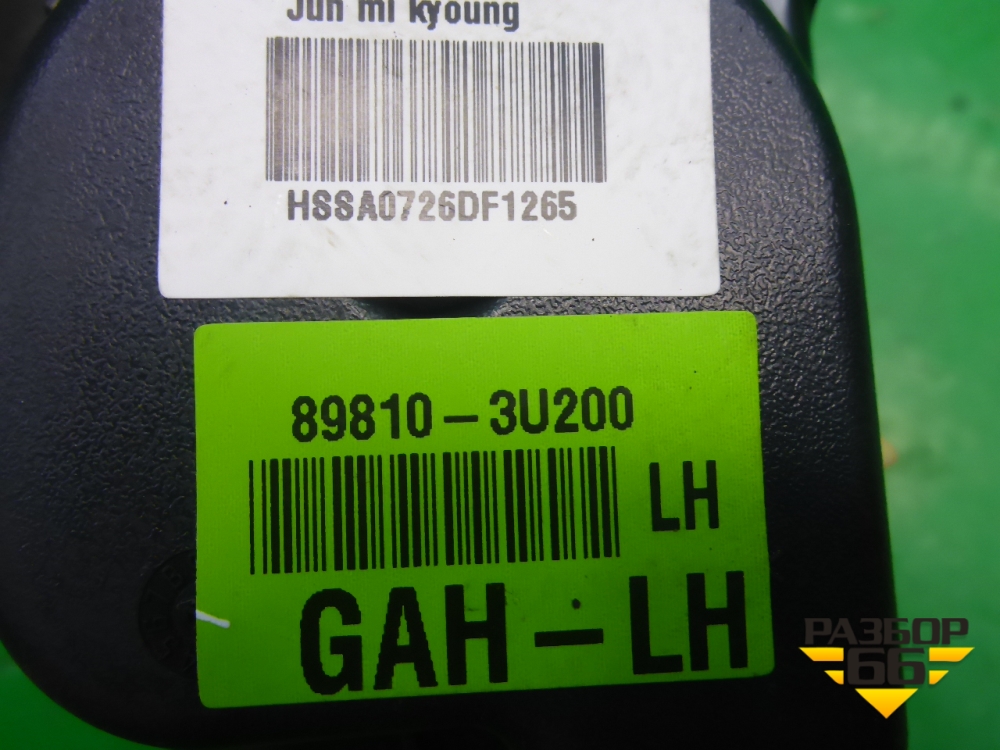 Jun mi kyoung
HSSA0726DF1265
89810-3U200
LH
GAH-LH
РАЗБОР
66